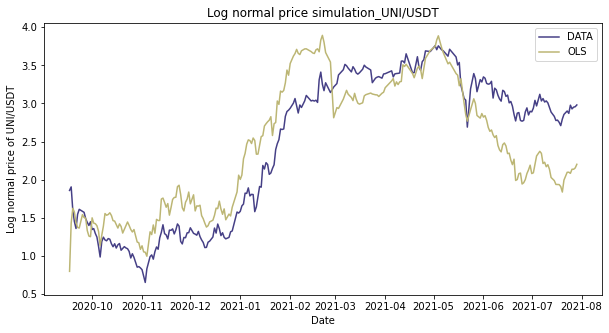 Log normal price simulation_UNI/USDT
DATA
OLS
Log normal price of UNI/USDT
4.0
3.5
3.0
2.5
2.0
1.5
1.0
0.5
2020-10 2020-11 2020-12 2021-01 2021-02 2021-03 2021-04 2021-05 2021-06 2021-07 2021-08
Date